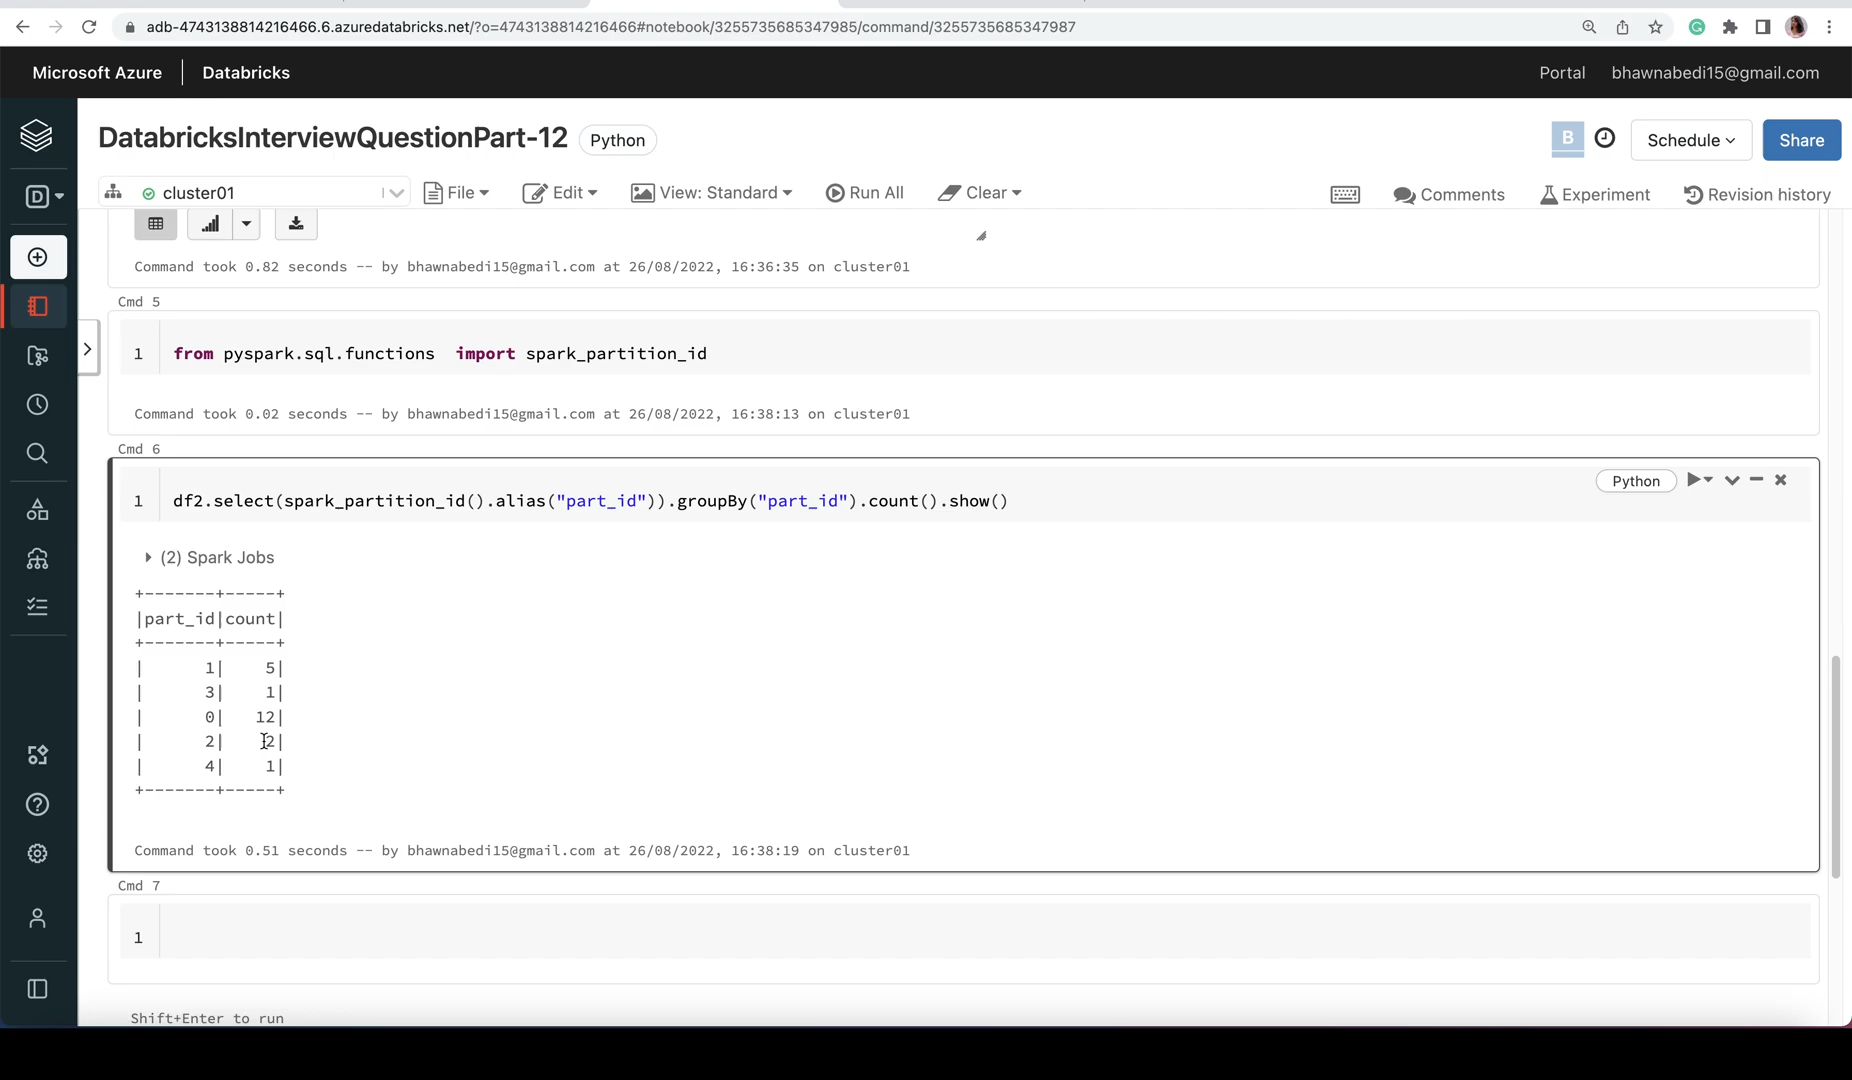 adb-4743138814216466.6.azuredatabricks.net/?o=4743138814216466#notebook/3255735685347985/command/3255735685347987
Microsoft Azure Databricks Portal bhawnabedi15@gmail.com
DatabricksInterviewQuestionPart-12 Python B Schedule Share
D cluster01 File Edit View: Standard Run All Clear Comments Experiment Revision history
Command took 0.82 seconds -- by bhawnabedi15@gmail.com at 26/08/2022, 16:36:35 on cluster01
Cmd 5
1 from pyspark.sql.functions  import spark_partition_id
Command took 0.02 seconds -- by bhawnabedi15@gmail.com at 26/08/2022, 16:38:13 on cluster01
Cmd 6
Python
1 df2.select(spark_partition_id().alias("part_id")).groupBy("part_id").count().show()
(2) Spark Jobs
+-------+-----+
|part_id|count|
+-------+-----+
|      1|    5|
|      3|    1|
|      0|   12|
|      2|    2|
|      4|    1|
+-------+-----+
Command took 0.51 seconds -- by bhawnabedi15@gmail.com at 26/08/2022, 16:38:19 on cluster01
Cmd 7
1
Shift+Enter to run